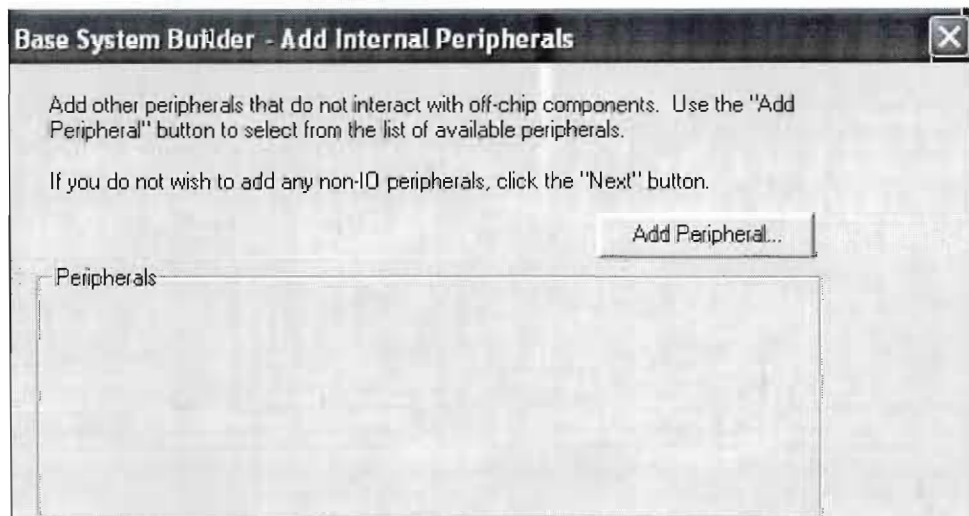 Base System Builder - Add Internal Peripherals
Add other peripherals that do not interact with off-chip components. Use the "Add
Peripheral" button to select from the list of available peripherals.
If you do not wish to add any non-IO peripherals, click the "Next" button.
Add Peripheral...
Peripherals